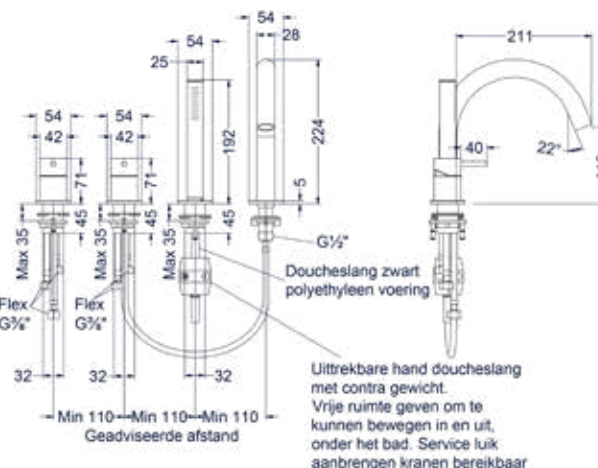 54
28
54
25
211
54
42
54
42
192
224
71
71
5
40
22°
Max 35
45
Max 35
45
Max 35
45
G½"
Doucheslang zwart
polyethyleen voering
Flex
G⅜"
Flex
G⅜"
32
32
32
Min 110
Min 110
Min 110
Geadviseerde afstand
Uittrekbare hand doucheslang
met contra gewicht.
Vrije ruimte geven om te
kunnen bewegen in en uit,
onder het bad. Service luik
aanbrengen kranen bereikbaar